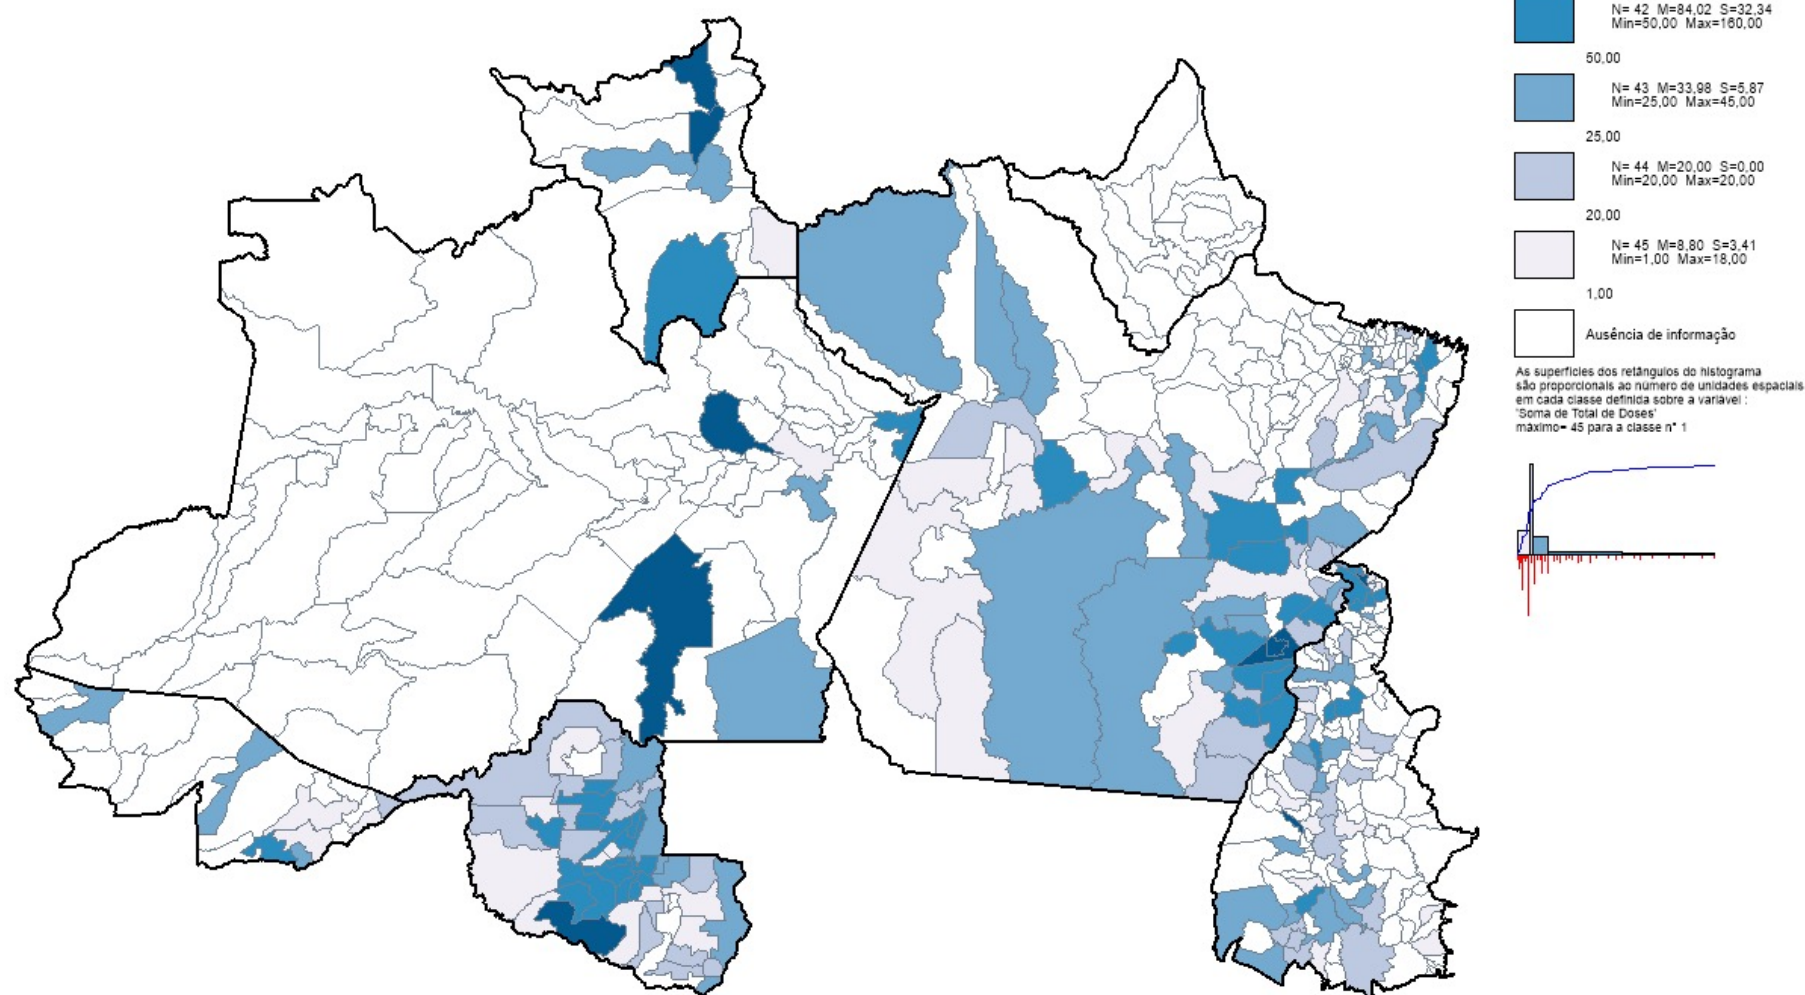 N= 42 M=84,02 S=32,34
Min=50,00 Max=160,00
50,00
N= 43 M=33,98 S=5,87
Min=25,00 Max=45,00
25,00
N= 44 M=20,00 S=0,00
Min=20,00 Max=20,00
20,00
N= 45 M=8,80 S=3,41
Min=1,00 Max=18,00
1,00
Ausência de informação
As superfícies dos retângulos do histograma
são proporcionais ao número de unidades espaciais
em cada classe definida sobre a variável :
'Soma de Total de Doses'
máximo= 45 para a classe n° 1